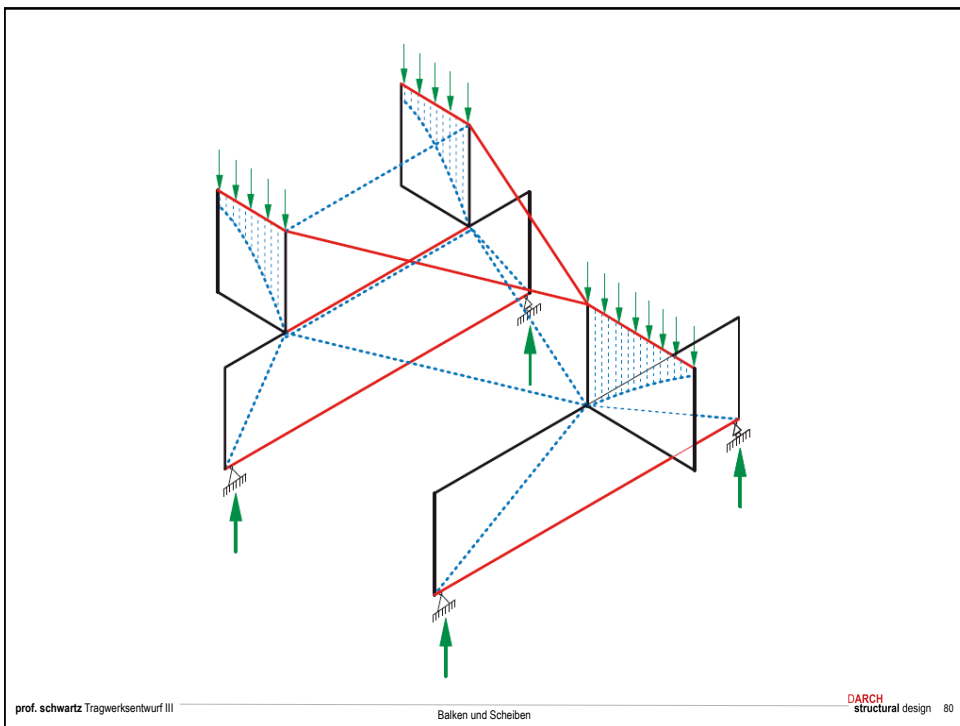 prof. schwartz Tragwerksentwurf III
Balken und Scheiben
DARCH
structural design 80